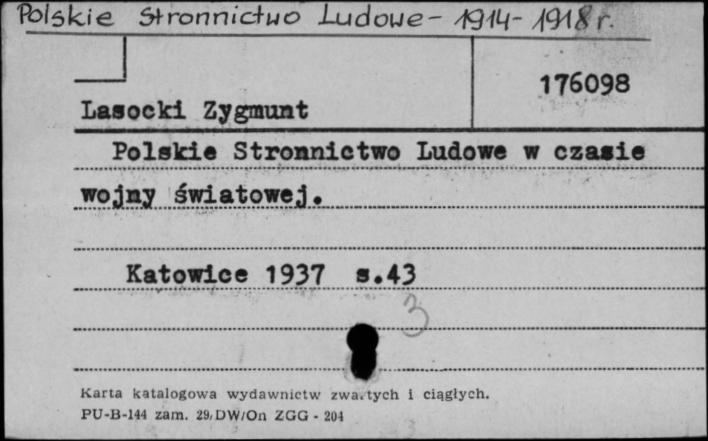 Polskie Stronnictwo Ludowe - 1914 - 1918 r.
176098
Lasocki Zygmunt
Polskie Stronnictwo Ludowe w czasie
wojny światowej.
Katowice 1937 s.43
3
Karta katalogowa wydawnictw zwartych i ciągłych.
PU-B-144 zam. 29/DW/On ZGG - 204